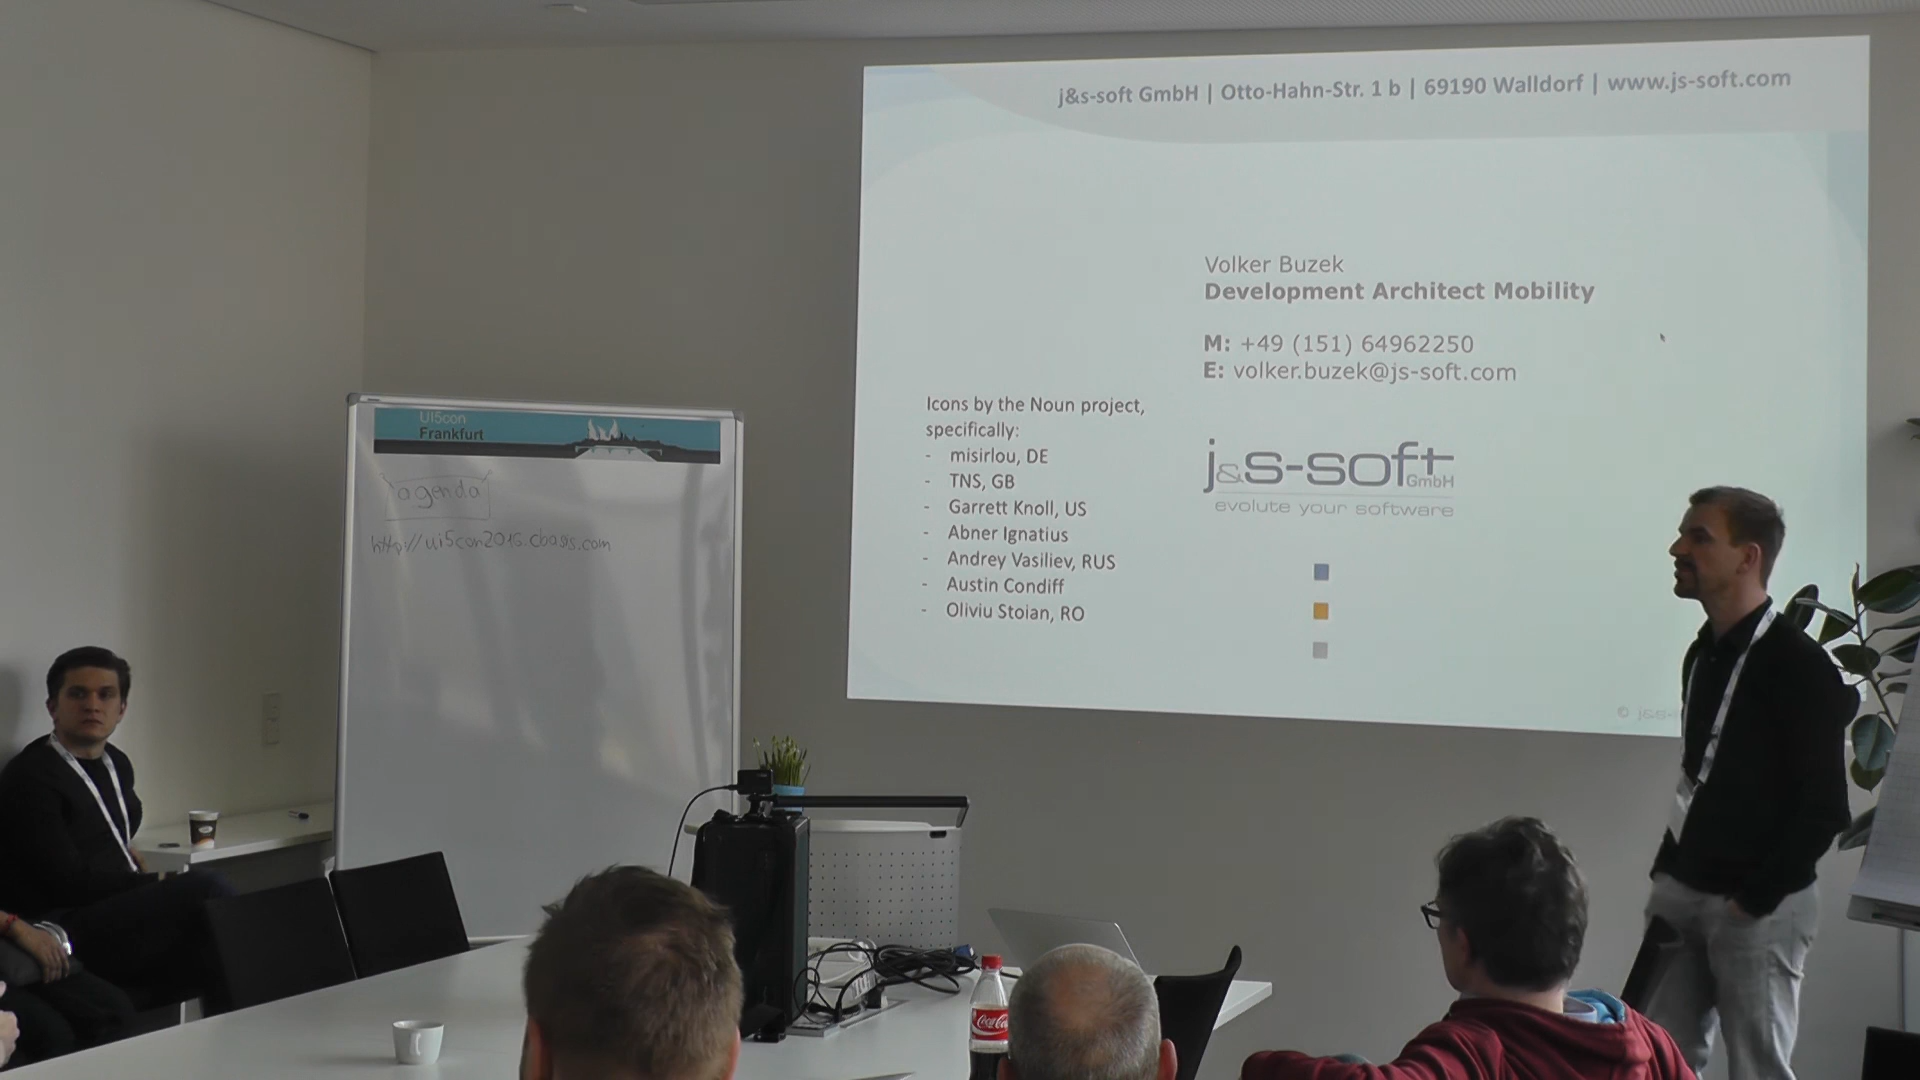 j&s-soft GmbH | Otto-Hahn-Str. 1 b | 69190 Walldorf | www.js-soft.com
Volker Buzek
Development Architect Mobility
M: +49 (151) 64962250
E: volker.buzek@js-soft.com
Icons by the Noun project,
specifically:
- misirlou, DE
- TNS, GB
- Garrett Knoll, US
- Abner Ignatius
- Andrey Vasiliev, RUS
- Austin Condiff
- Oliviu Stoian, RO
j&s-soft
GmbH
evolute your software
© j&s-
UI5con
Frankfurt
agenda
http://ui5con2016.cbasis.com
Coca-Co